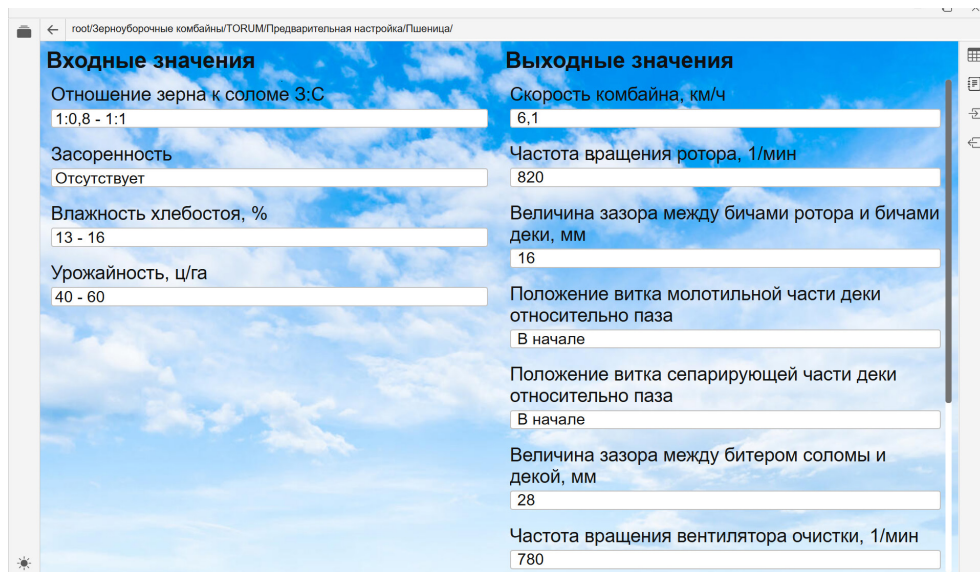 root/Зерноуборочные комбайны/TORUM/Предварительная настройка/Пшеница/
Входные значения
Отношение зерна к соломе З:С
1:0,8 - 1:1
Засоренность
Отсутствует
Влажность хлебостоя, %
13 - 16
Урожайность, ц/га
40 - 60
Выходные значения
Скорость комбайна, км/ч
6,1
Частота вращения ротора, 1/мин
820
Величина зазора между бичами ротора и бичами
деки, мм
16
Положение витка молотильной части деки
относительно паза
В начале
Положение витка сепарирующей части деки
относительно паза
В начале
Величина зазора между битером соломы и
декой, мм
28
Частота вращения вентилятора очистки, 1/мин
780